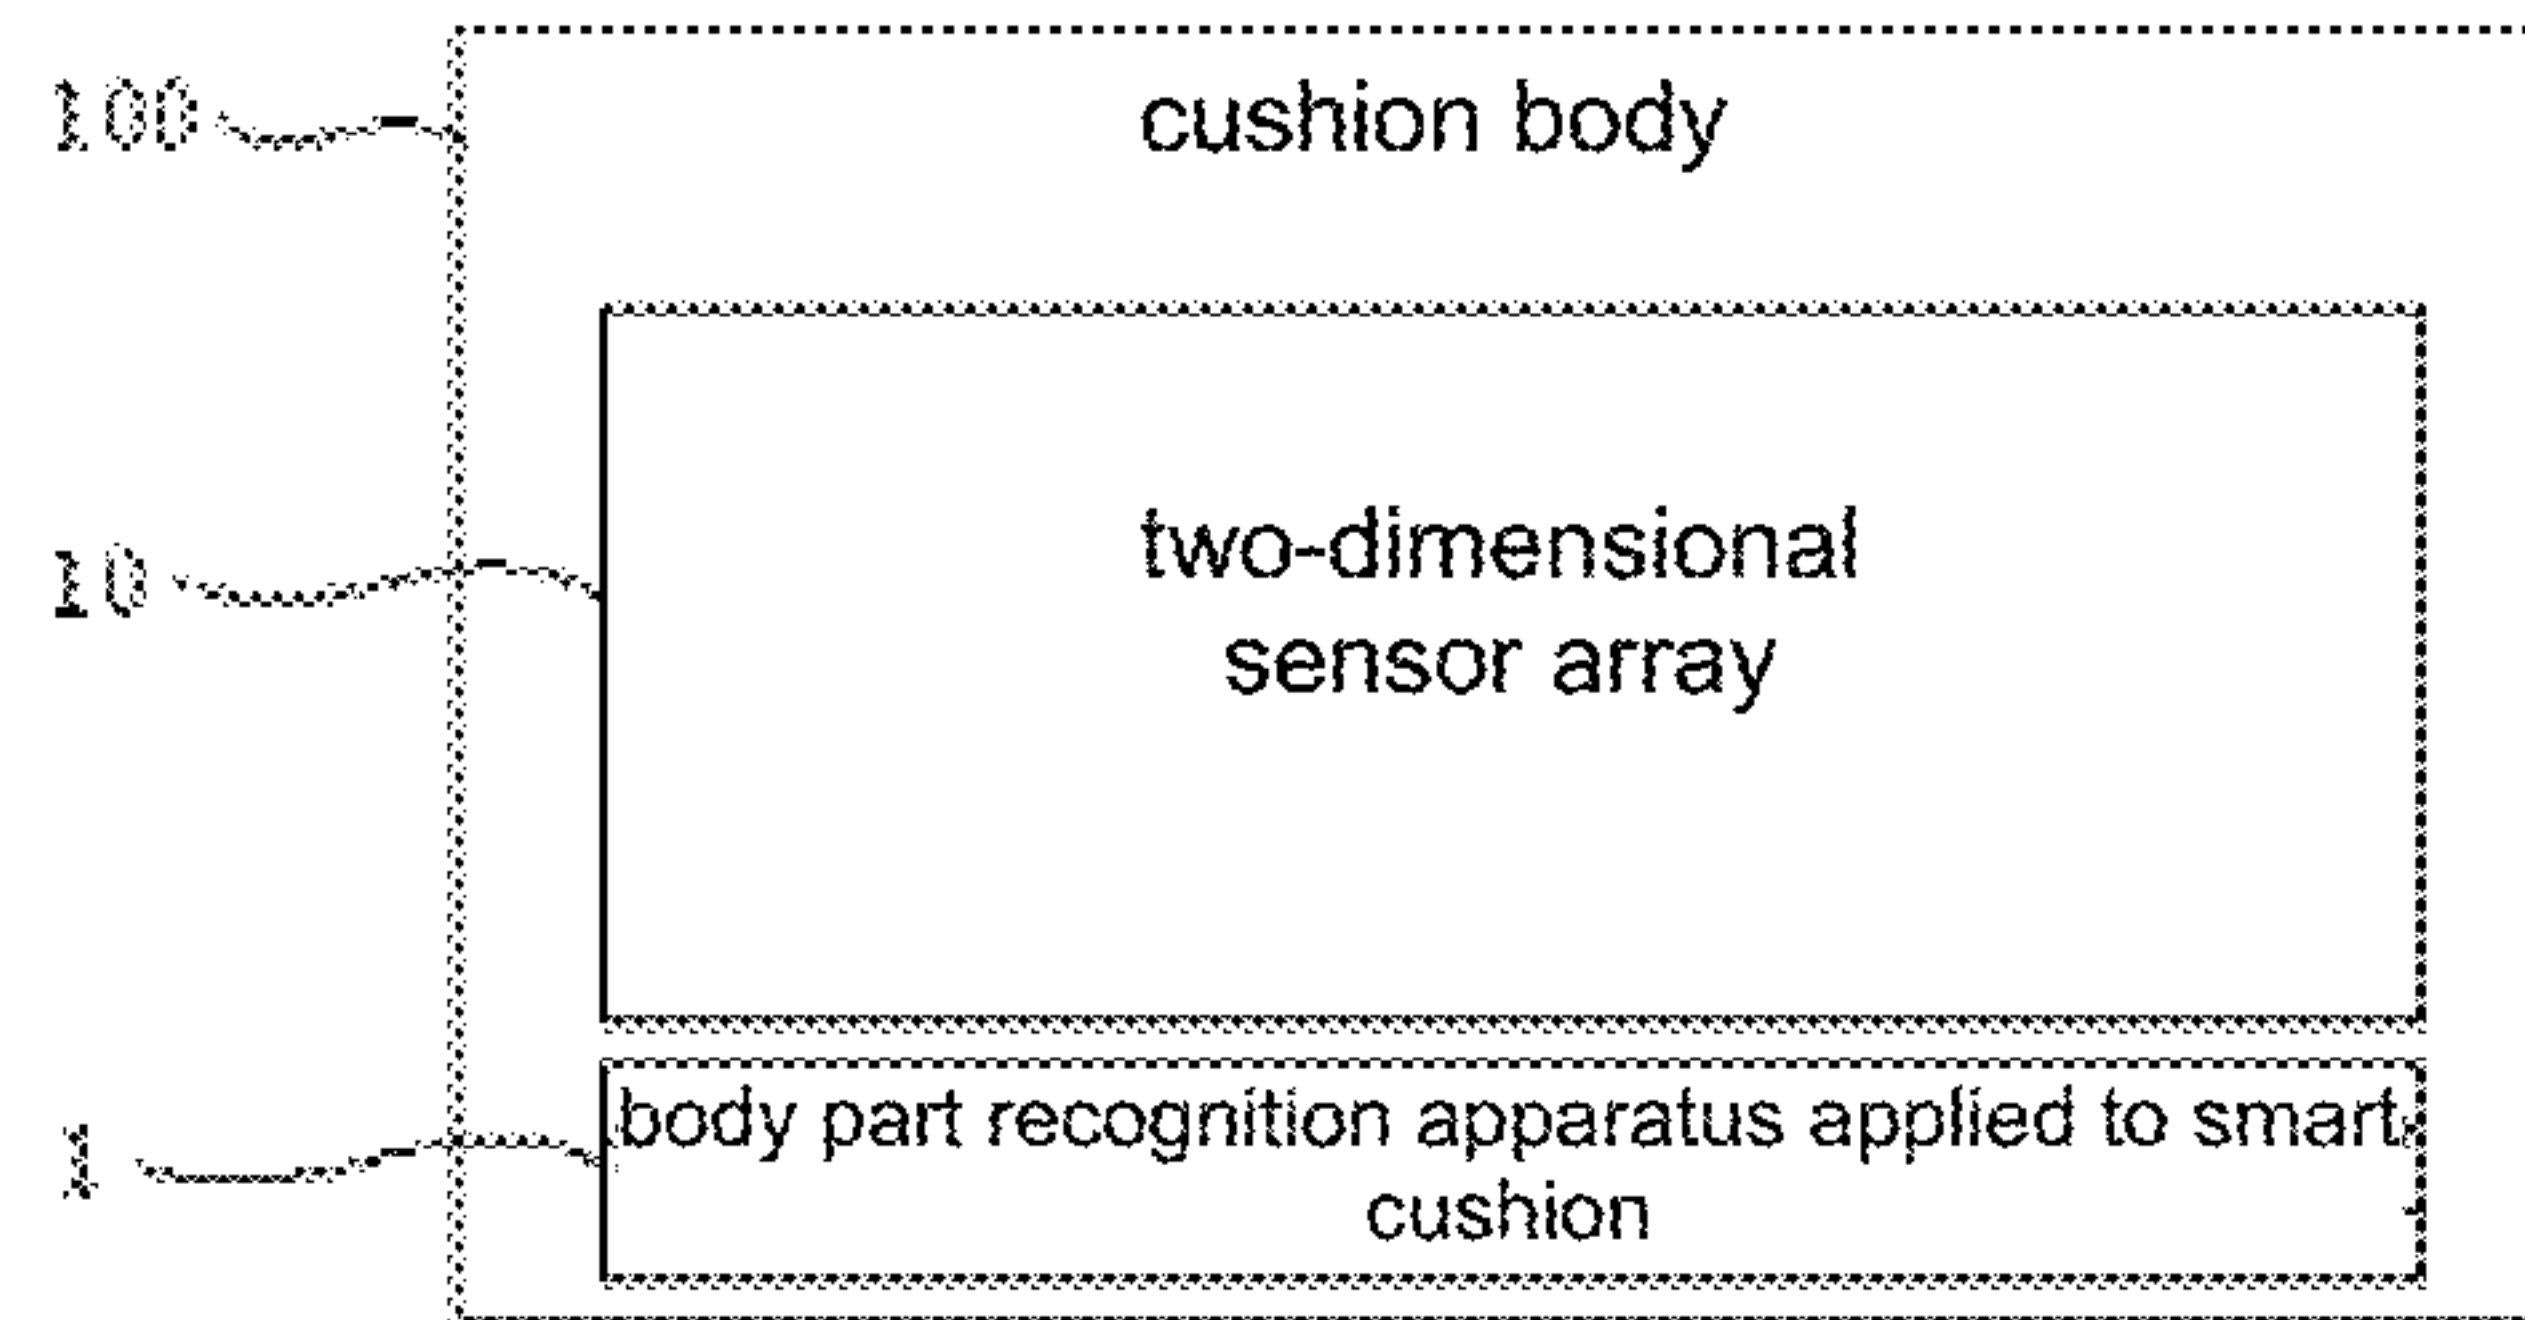 100
cushion body
10
two-dimensional
sensor array
1
body part recognition apparatus applied to smart
cushion